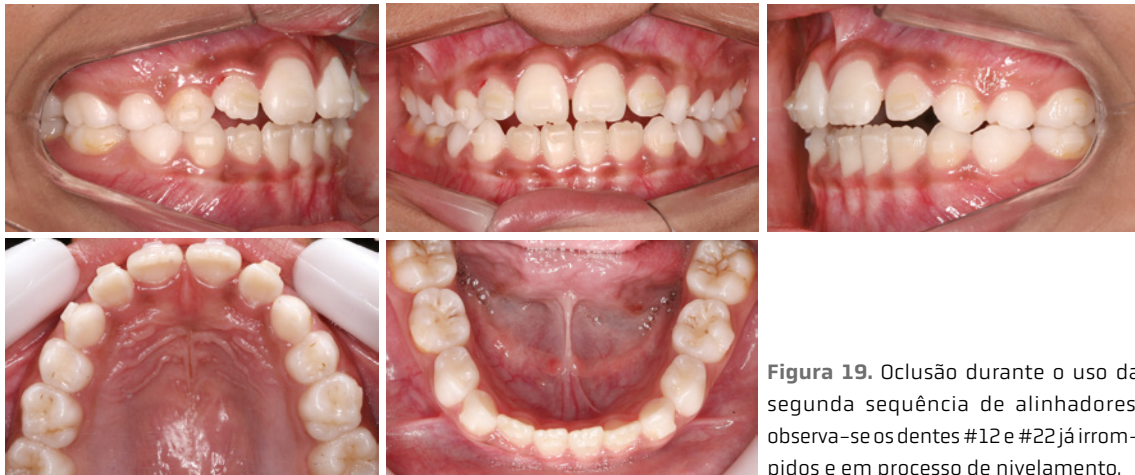 Figura 19. Oclusão durante o uso da
segunda sequência de alinhadores,
observa-se os dentes #12 e #22 já irrom-
pidos e em processo de nivelamento.